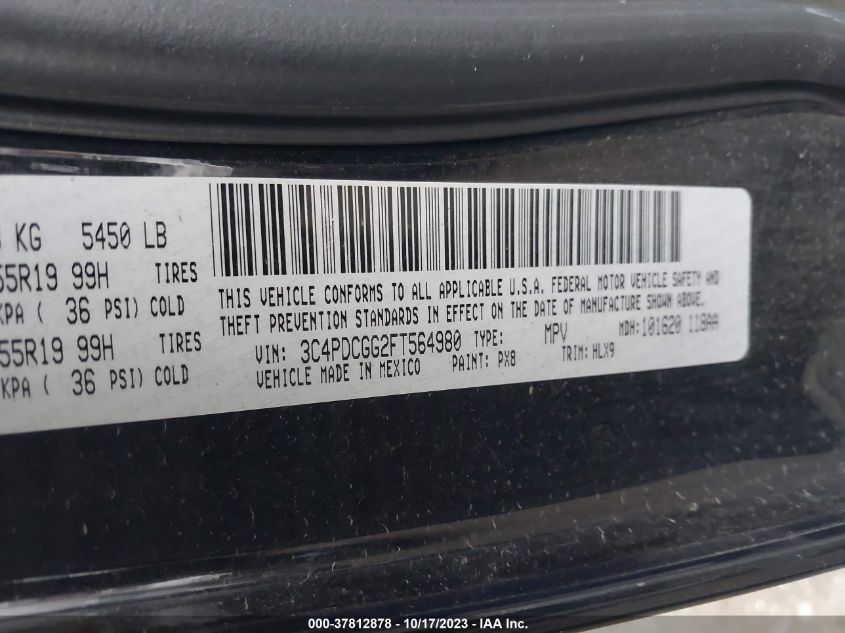 KG 5450 LB
55R19 99H TIRES
KPA ( 36 PSI) COLD
55R19 99H TIRES
KPA ( 36 PSI) COLD
THIS VEHICLE CONFORMS TO ALL APPLICABLE U.S.A. FEDERAL MOTOR VEHICLE SAFETY AND
THEFT PREVENTION STANDARDS IN EFFECT ON THE DATE OF MANUFACTURE SHOWN ABOVE.
VIN: 3C4PDCGG2FT564980 TYPE: MPV MDH:101620 118AA
VEHICLE MADE IN MEXICO PAINT: PX8 TRIM: HLX9
000-37812878 - 10/17/2023 - IAA Inc.